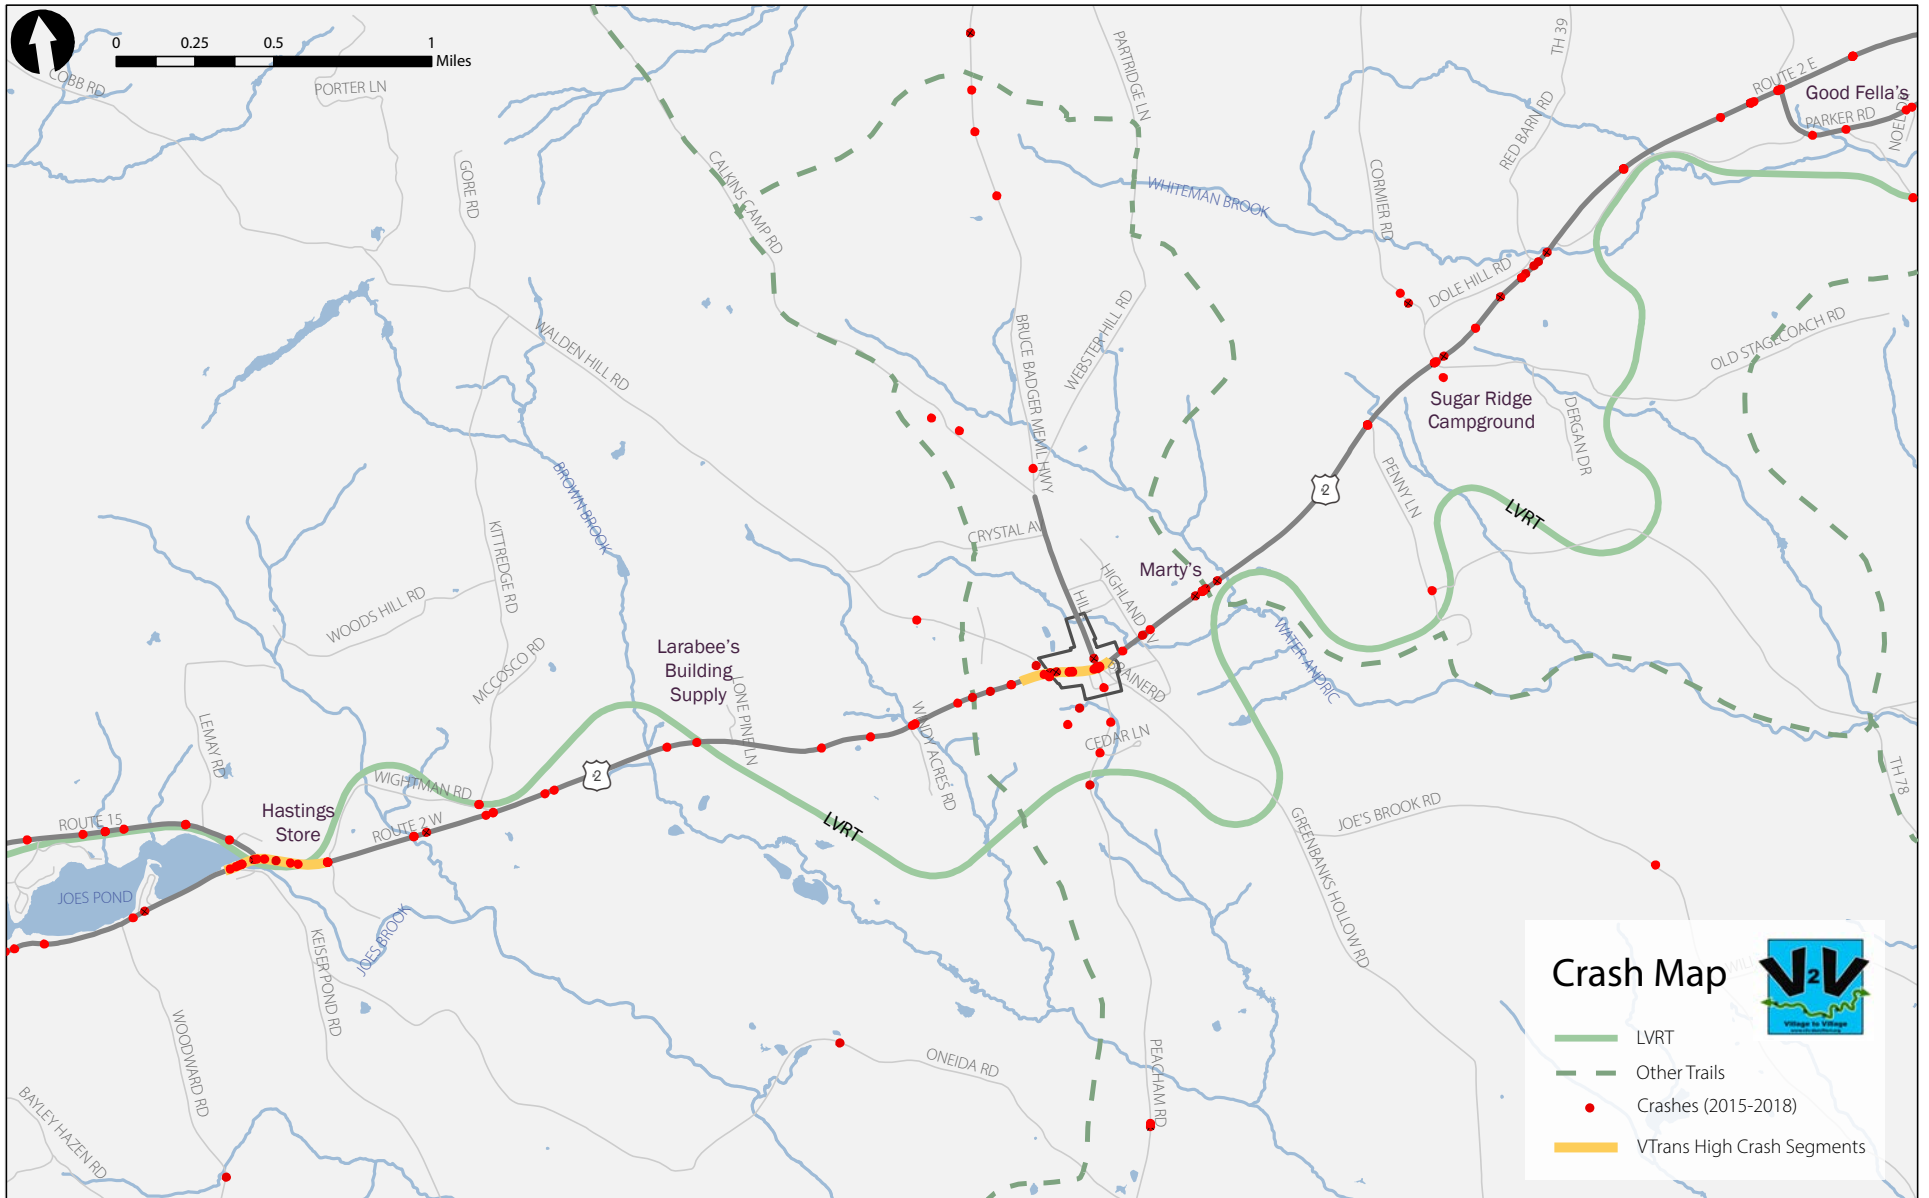 0 0.25 0.5 1
Miles
COBB RD
PORTER LN
GORE RD
CALKINS CAMP RD
PARTRIDGE LN
WHITEMAN BROOK
TH 39
RED BARN RD
CORMIER RD
ROUTE 2 E
Good Fella's
PARKER RD
DOLE HILL RD
OLD STAGECOACH RD
WALDEN HILL RD
BRUCE BADGER MEML HWY
WEBSTER HILL RD
Sugar Ridge
Campground
DERGAN DR
PENNY LN
2
LVRT
BROWN BROOK
KITTREDGE RD
CRYSTAL AV
HIGHLAND AV
HILL
Marty's
WOODS HILL RD
MCCOSCO RD
Larabee's
Building
Supply
LONE PINE LN
BRAINERD
WATER ANDRIC
WINDY ACRES RD
CEDAR LN
LEMAY RD
WIGHTMAN RD
2
Hastings
Store
ROUTE 15
ROUTE 2 W
LVRT
JOE'S BROOK RD
TH 78
GREENBANKS HOLLOW RD
JOES POND
JOES BROOK
KEISER POND RD
WOODWARD RD
BAYLEY HAZEN RD
ONEIDA RD
PEACHAM RD
Crash Map
V2V
Village to Village
LVRT
Other Trails
Crashes (2015-2018)
VTrans High Crash Segments